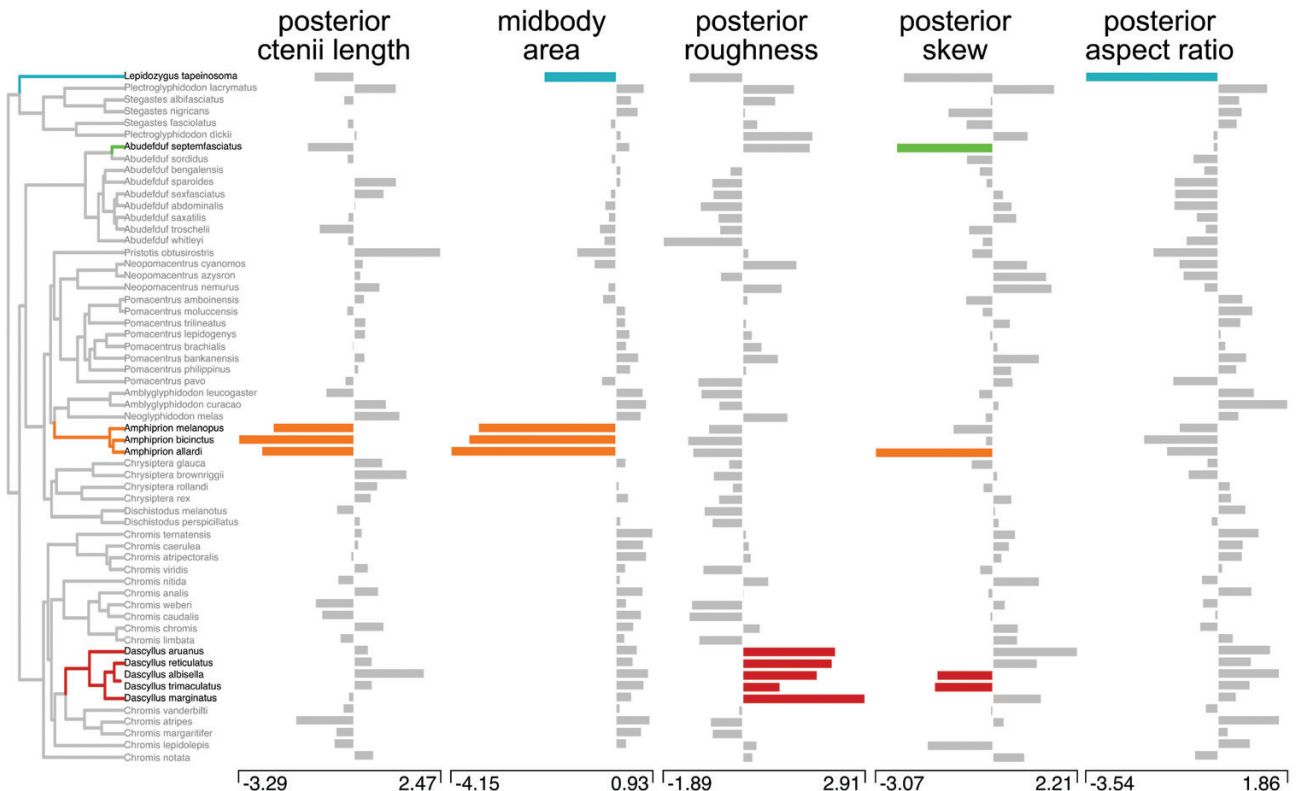 posterior
ctenii length
midbody
area
posterior
roughness
posterior
skew
posterior
aspect ratio
Lepidozygus tapeinosoma
Plectroglyphidodon lacrymatus
Stegastes albifasciatus
Stegastes nigricans
Stegastes fasciolatus
Plectroglyphidodon dickii
Abudefduf septemfasciatus
Abudefduf sordidus
Abudefduf bengalensis
Abudefduf sparoides
Abudefduf sexfasciatus
Abudefduf abdominalis
Abudefduf saxatilis
Abudefduf troschelii
Abudefduf whitleyi
Pristotis obtusirostris
Neopomacentrus cyanomos
Neopomacentrus azysron
Neopomacentrus nemurus
Pomacentrus amboinensis
Pomacentrus moluccensis
Pomacentrus trilineatus
Pomacentrus lepidogenys
Pomacentrus brachialis
Pomacentrus bankanensis
Pomacentrus philippinus
Pomacentrus pavo
Amblyglyphidodon leucogaster
Amblyglyphidodon curacao
Neoglyphidodon melas
Amphiprion melanopus
Amphiprion bicinctus
Amphiprion allardi
Chrysiptera glauca
Chrysiptera brownriggii
Chrysiptera rollandi
Chrysiptera rex
Dischistodus melanotus
Dischistodus perspicillatus
Chromis ternatensis
Chromis caerulea
Chromis atripectoralis
Chromis viridis
Chromis nitida
Chromis analis
Chromis weberi
Chromis caudalis
Chromis chromis
Chromis limbata
Dascyllus aruanus
Dascyllus reticulatus
Dascyllus albisella
Dascyllus trimaculatus
Dascyllus marginatus
Chromis vanderbilti
Chromis atripes
Chromis margaritifer
Chromis lepidolepis
Chromis notata
-3.29 2.47 -4.15 0.93 -1.89 2.91 -3.07 2.21 -3.54 1.86